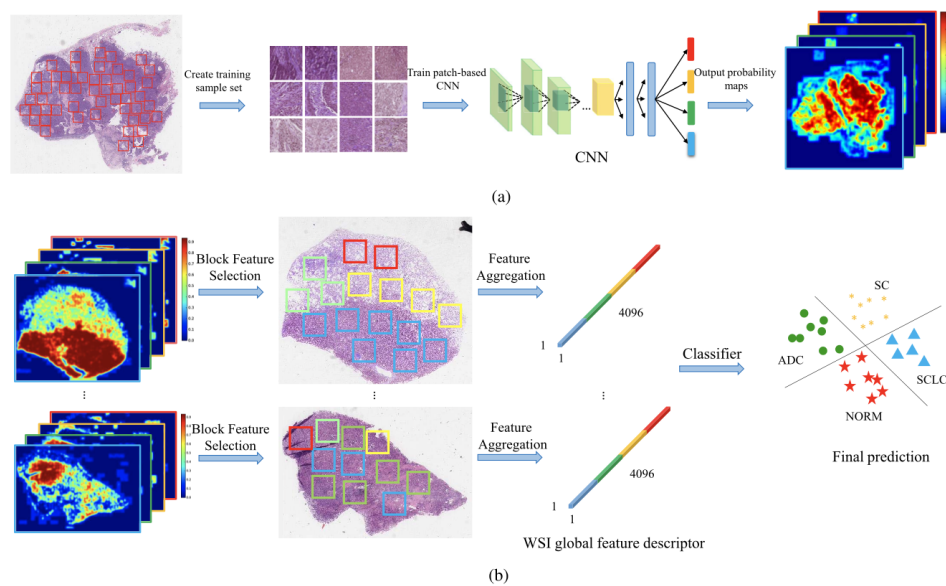 Create training
sample set
Train patch-based
CNN
...
CNN
Output probability
maps
(a)
Block Feature
Selection
Feature
Aggregation
4096
1
1
Classifier
SC
ADC
SCLC
NORM
Final prediction
...
...
...
Block Feature
Selection
Feature
Aggregation
4096
1
1
WSI global feature descriptor
(b)